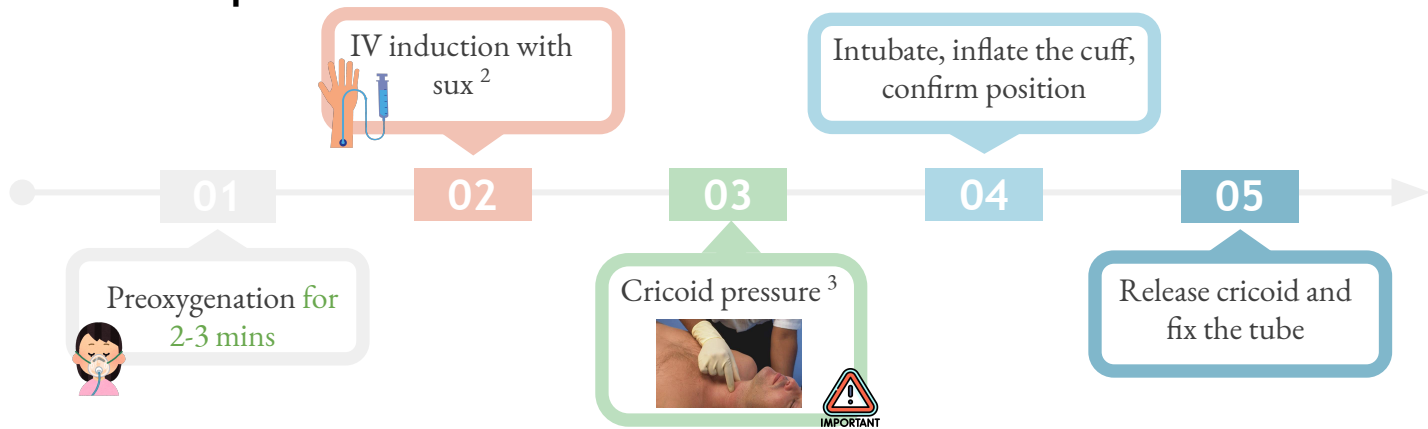 01
Preoxygenation for
2-3 mins
IV induction with
sux 2
02
03
Cricoid pressure 3
IMPORTANT
Intubate, inflate the cuff,
confirm position
04
05
Release cricoid and
fix the tube